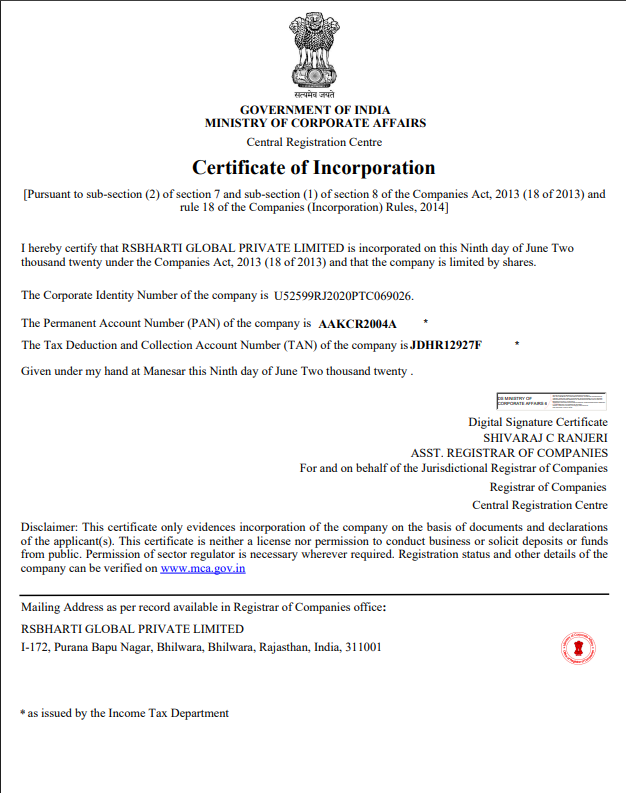 सत्यमेव जयते
GOVERNMENT OF INDIA
MINISTRY OF CORPORATE AFFAIRS
Central Registration Centre
Certificate of Incorporation
[Pursuant to sub-section (2) of section 7 and sub-section (1) of section 8 of the Companies Act, 2013 (18 of 2013) and
rule 18 of the Companies (Incorporation) Rules, 2014]
I hereby certify that RSBHARTI GLOBAL PRIVATE LIMITED is incorporated on this Ninth day of June Two
thousand twenty under the Companies Act, 2013 (18 of 2013) and that the company is limited by shares.
The Corporate Identity Number of the company is U52599RJ2020PTC069026.
The Permanent Account Number (PAN) of the company is AAKCR2004A *
The Tax Deduction and Collection Account Number (TAN) of the company is JDHR12927F *
Given under my hand at Manesar this Ninth day of June Two thousand twenty .
DS MINISTRY OF
CORPORATE AFFAIRS 6
Digital Signature Certificate
SHIVARAJ C RANJERI
ASST. REGISTRAR OF COMPANIES
For and on behalf of the Jurisdictional Registrar of Companies
Registrar of Companies
Central Registration Centre
Disclaimer: This certificate only evidences incorporation of the company on the basis of documents and declarations
of the applicant(s). This certificate is neither a license nor permission to conduct business or solicit deposits or funds
from public. Permission of sector regulator is necessary wherever required. Registration status and other details of the
company can be verified on www.mca.gov.in
Mailing Address as per record available in Registrar of Companies office:
RSBHARTI GLOBAL PRIVATE LIMITED
I-172, Purana Bapu Nagar, Bhilwara, Bhilwara, Rajasthan, India, 311001
* as issued by the Income Tax Department